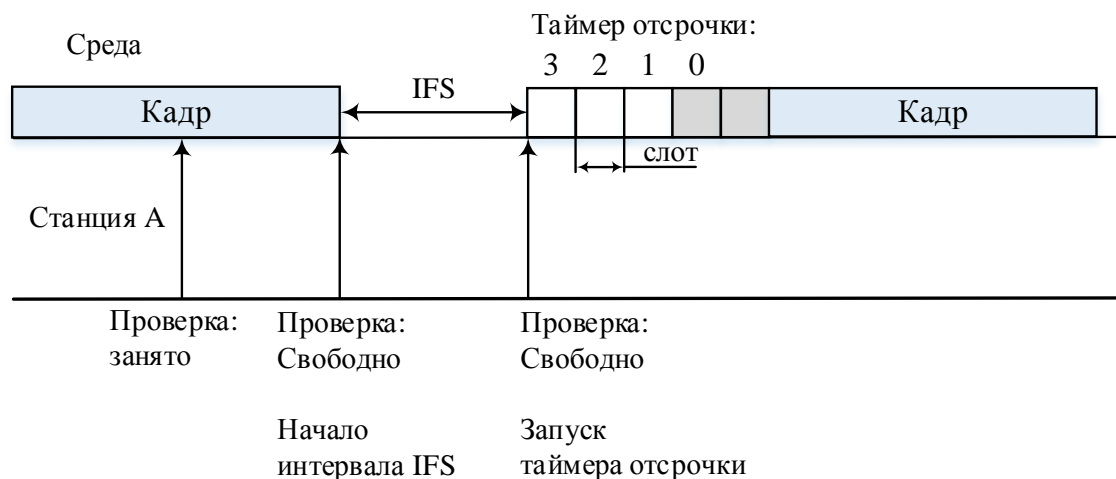 Таймер отсрочки:
Среда
3 2 1 0
IFS
Кадр
Кадр
слот
Станция А
Проверка:
занято
Проверка:
Свободно
Начало
интервала IFS
Проверка:
Свободно
Запуск
таймера отсрочки